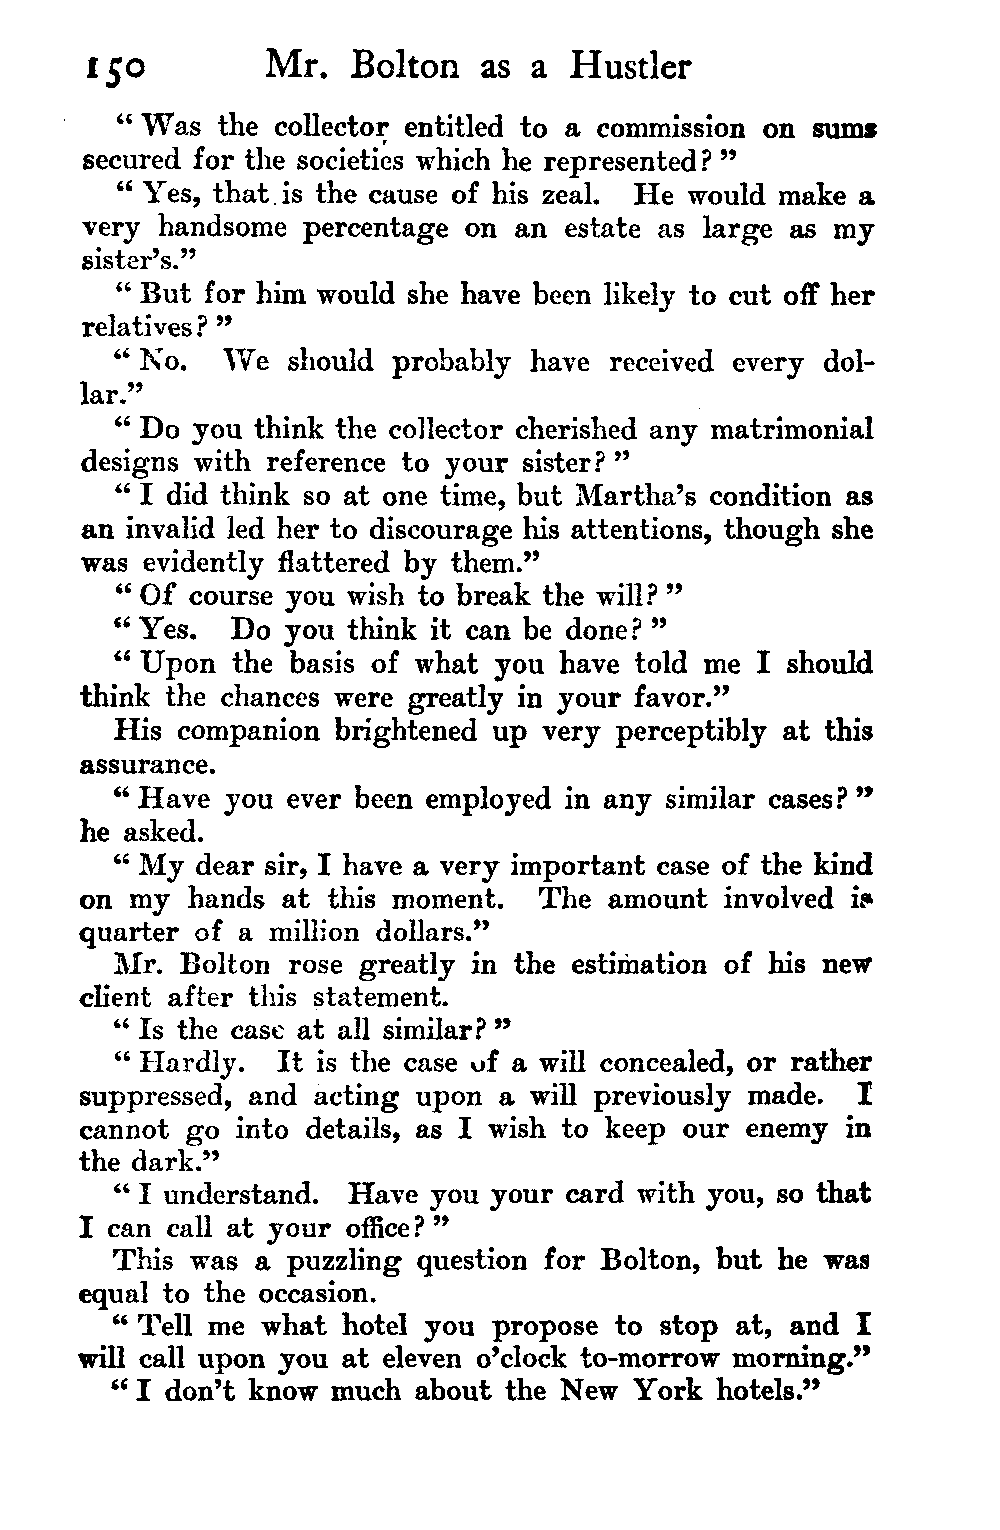 150 Mr. Bolton as a Hustler
“Was the collector entitled to a commission on sums
secured for the societies which he represented?”
“Yes, that is the cause of his zeal. He would make a
very handsome percentage on an estate as large as my
sister’s.”
“But for him would she have been likely to cut off her
relatives?”
“No. We should probably have received every dol-
lar.”
“Do you think the collector cherished any matrimonial
designs with reference to your sister?”
“I did think so at one time, but Martha’s condition as
an invalid led her to discourage his attentions, though she
was evidently flattered by them.”
“Of course you wish to break the will?”
“Yes. Do you think it can be done?”
“Upon the basis of what you have told me I should
think the chances were greatly in your favor.”
His companion brightened up very perceptibly at this
assurance.
“Have you ever been employed in any similar cases?”
he asked.
“My dear sir, I have a very important case of the kind
on my hands at this moment. The amount involved is
quarter of a million dollars.”
Mr. Bolton rose greatly in the estimation of his new
client after this statement.
“Is the case at all similar?”
“Hardly. It is the case of a will concealed, or rather
suppressed, and acting upon a will previously made. I
cannot go into details, as I wish to keep our enemy in
the dark.”
“I understand. Have you your card with you, so that
I can call at your office?”
This was a puzzling question for Bolton, but he was
equal to the occasion.
“Tell me what hotel you propose to stop at, and I
will call upon you at eleven o’clock to-morrow morning.”
“I don’t know much about the New York hotels.”